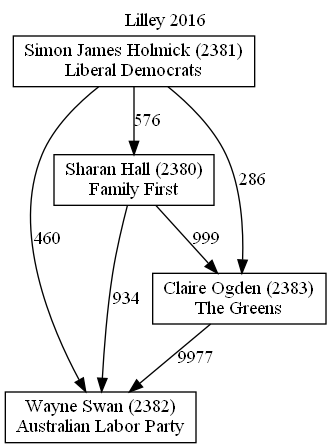 Lilley 2016
Simon James Holmick (2381)
Liberal Democrats
576
Sharan Hall (2380)
Family First
286
460
999
934
Claire Ogden (2383)
The Greens
9977
Wayne Swan (2382)
Australian Labor Party